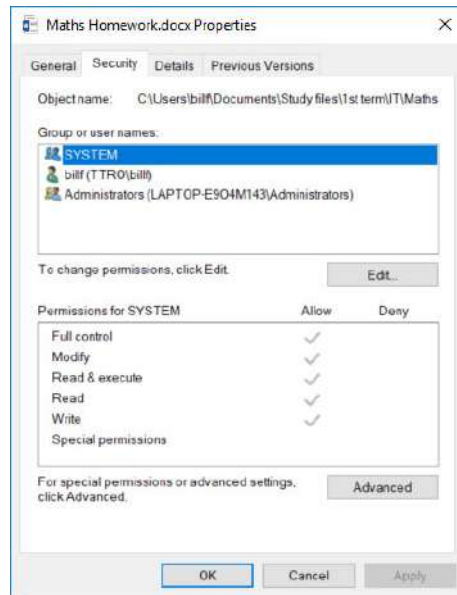 Maths Homework.docx Properties
General Security Details Previous Versions
Object name: C:\Users\billf\Documents\Study files\1st term\IT\Maths
Group or user names:
SYSTEM
billf (TTRO\billf)
Administrators (LAPTOP-E9O4M143\Administrators)
To change permissions, click Edit.
Edit...
Permissions for SYSTEM Allow Deny
Full control
Modify
Read & execute
Read
Write
Special permissions
For special permissions or advanced settings,
click Advanced.
Advanced
OK Cancel Apply